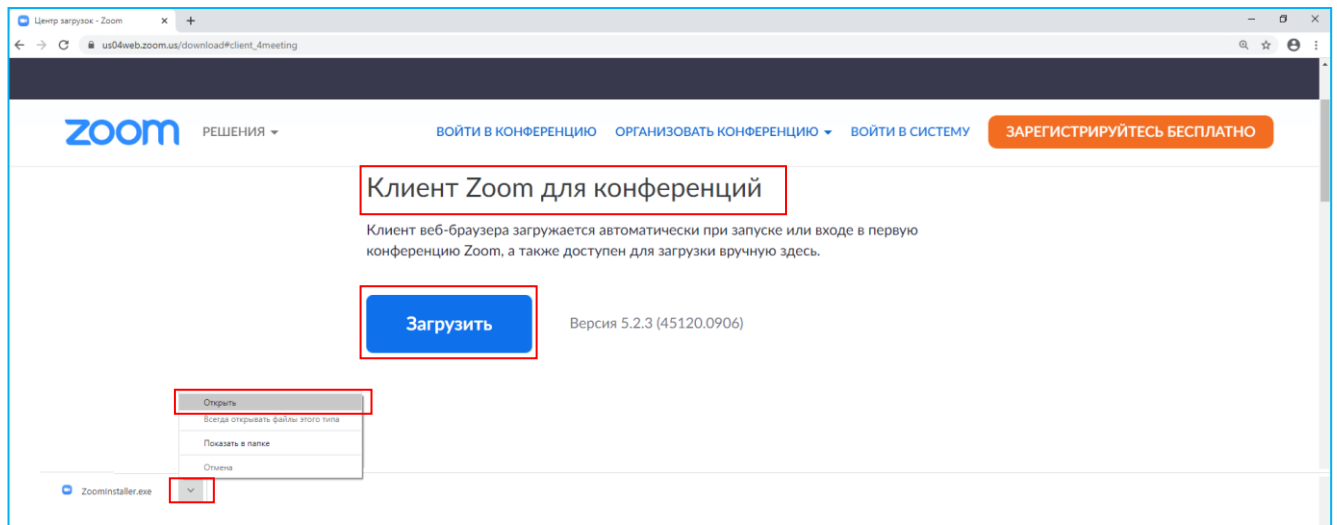 Центр загрузок - Zoom
us04web.zoom.us/download#client_4meeting
zoom РЕШЕНИЯ ВОЙТИ В КОНФЕРЕНЦИЮ ОРГАНИЗОВАТЬ КОНФЕРЕНЦИЮ ВОЙТИ В СИСТЕМУ ЗАРЕГИСТРИРУЙТЕСЬ БЕСПЛАТНО
Клиент Zoom для конференций
Клиент веб-браузера загружается автоматически при запуске или входе в первую
конференцию Zoom, а также доступен для загрузки вручную здесь.
Загрузить Версия 5.2.3 (45120.0906)
Открыть
Всегда открывать файлы этого типа
Показать в папке
Отмена
ZoomInstaller.exe